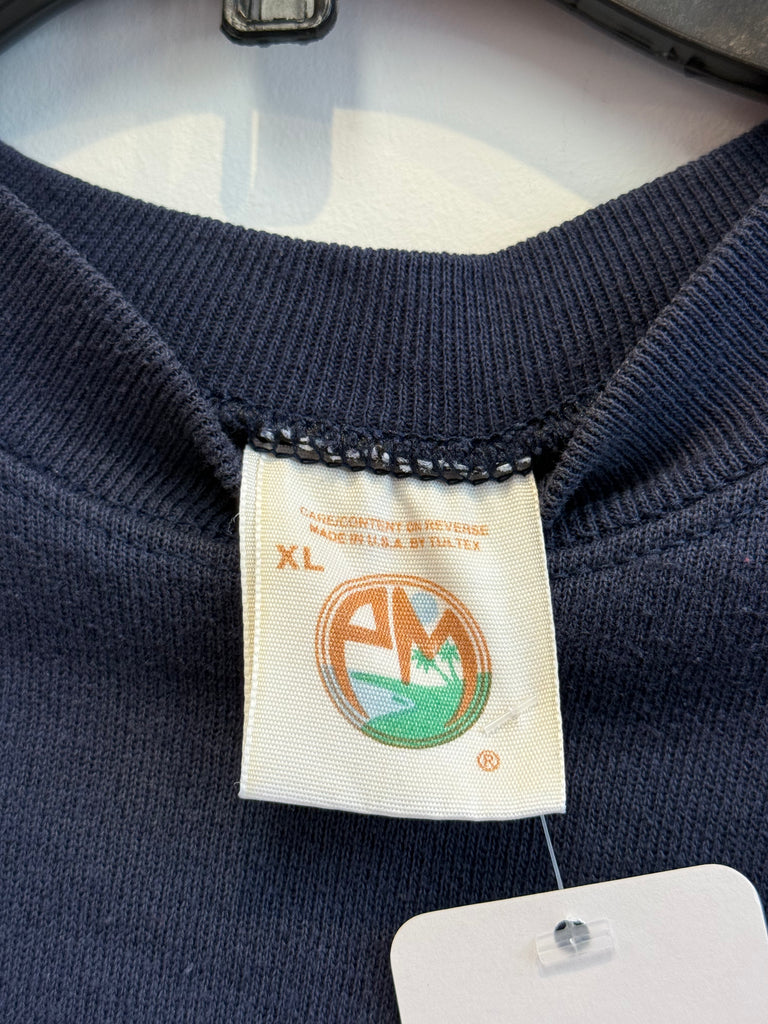 CARE/CONTENT ON REVERSE
MADE IN U.S.A. BY TULTEX
XL
PM
®